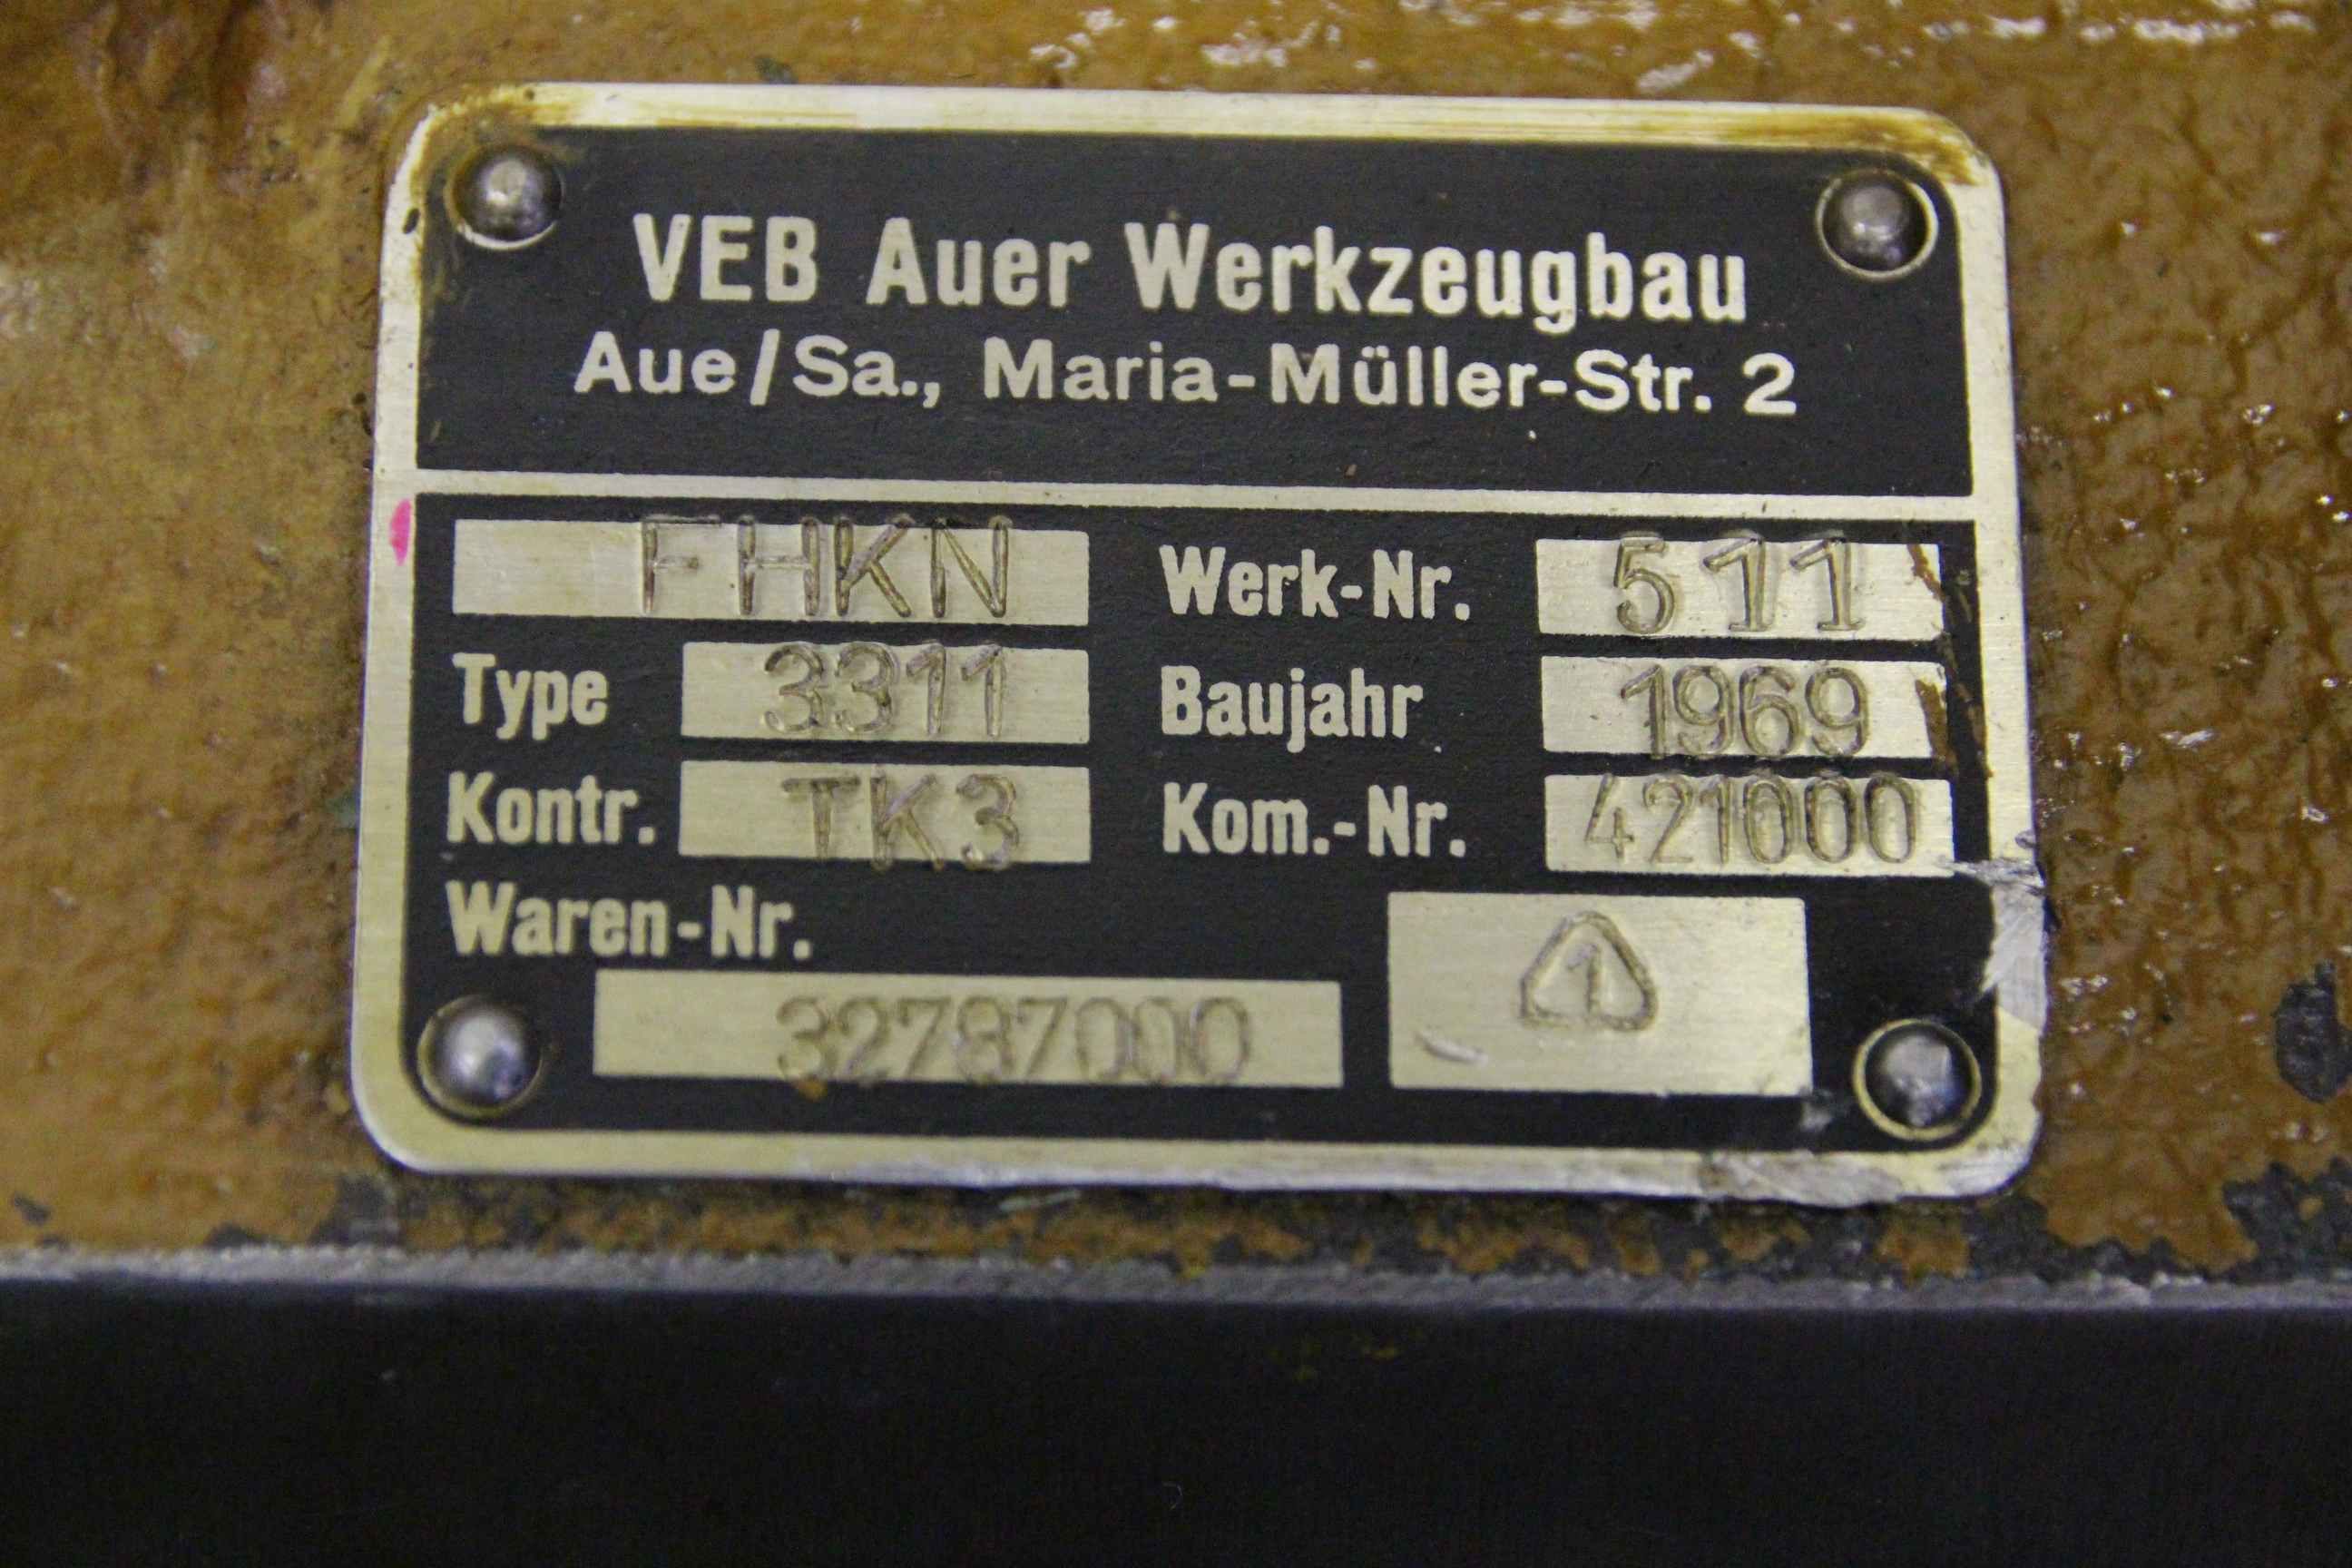 VEB Auer Werkzeugbau
Aue/Sa., Maria-Müller-Str. 2
FHKN Werk-Nr. 511
Type 3311 Baujahr 1969
Kontr. TK3 Kom.-Nr. 421000
Waren-Nr.
32787000
1